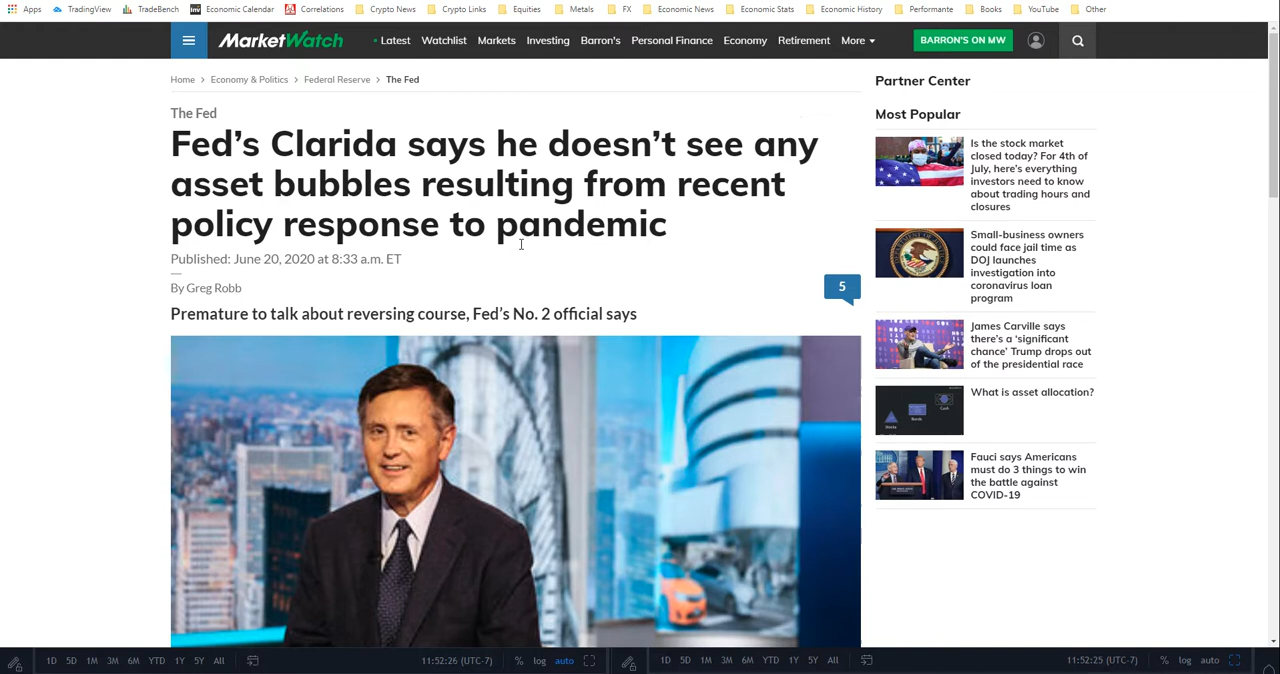 Apps TradingView TradeBench Economic Calendar Correlations Crypto News Crypto Links Equities Metals FX Economic News Economic Stats Economic History Performante Books YouTube Other
MarketWatch • Latest Watchlist Markets Investing Barron's Personal Finance Economy Retirement More BARRON'S ON MW
Home > Economy & Politics > Federal Reserve > The Fed
The Fed
Fed's Clarida says he doesn't see any
asset bubbles resulting from recent
policy response to pandemic
Published: June 20, 2020 at 8:33 a.m. ET
By Greg Robb
5
Premature to talk about reversing course, Fed's No. 2 official says
Partner Center
Most Popular
Is the stock market
closed today? For 4th of
July, here's everything
investors need to know
about trading hours and
closures
Small-business owners
could face jail time as
DOJ launches
investigation into
coronavirus loan
program
James Carville says
there's a 'significant
chance' Trump drops out
of the presidential race
What is asset allocation?
Stocks
Bonds
Cash
Fauci says Americans
must do 3 things to win
the battle against
COVID-19
1D 5D 1M 3M 6M YTD 1Y 5Y All 11:52:26 (UTC-7) % log auto
1D 5D 1M 3M 6M YTD 1Y 5Y All 11:52:25 (UTC-7) % log auto